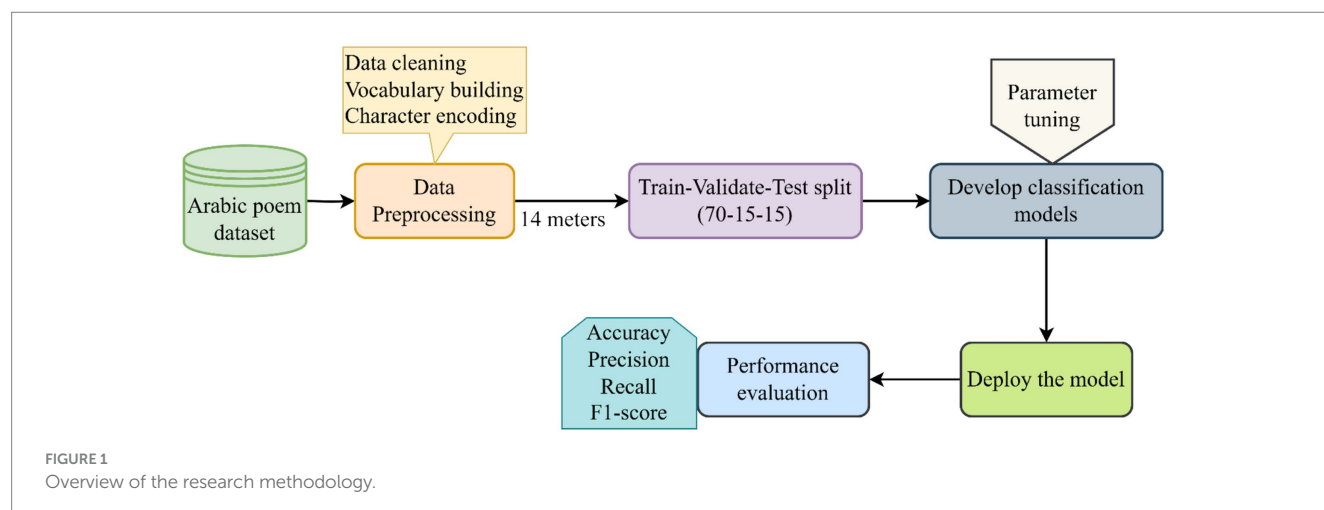 Data cleaning
Vocabulary building
Character encoding
Parameter
tuning
Arabic poem
dataset
Data
Preprocessing
14 meters
Train-Validate-Test split
(70-15-15)
Develop classification
models
Accuracy
Precision
Recall
F1-score
Performance
evaluation
Deploy the model
FIGURE 1
Overview of the research methodology.